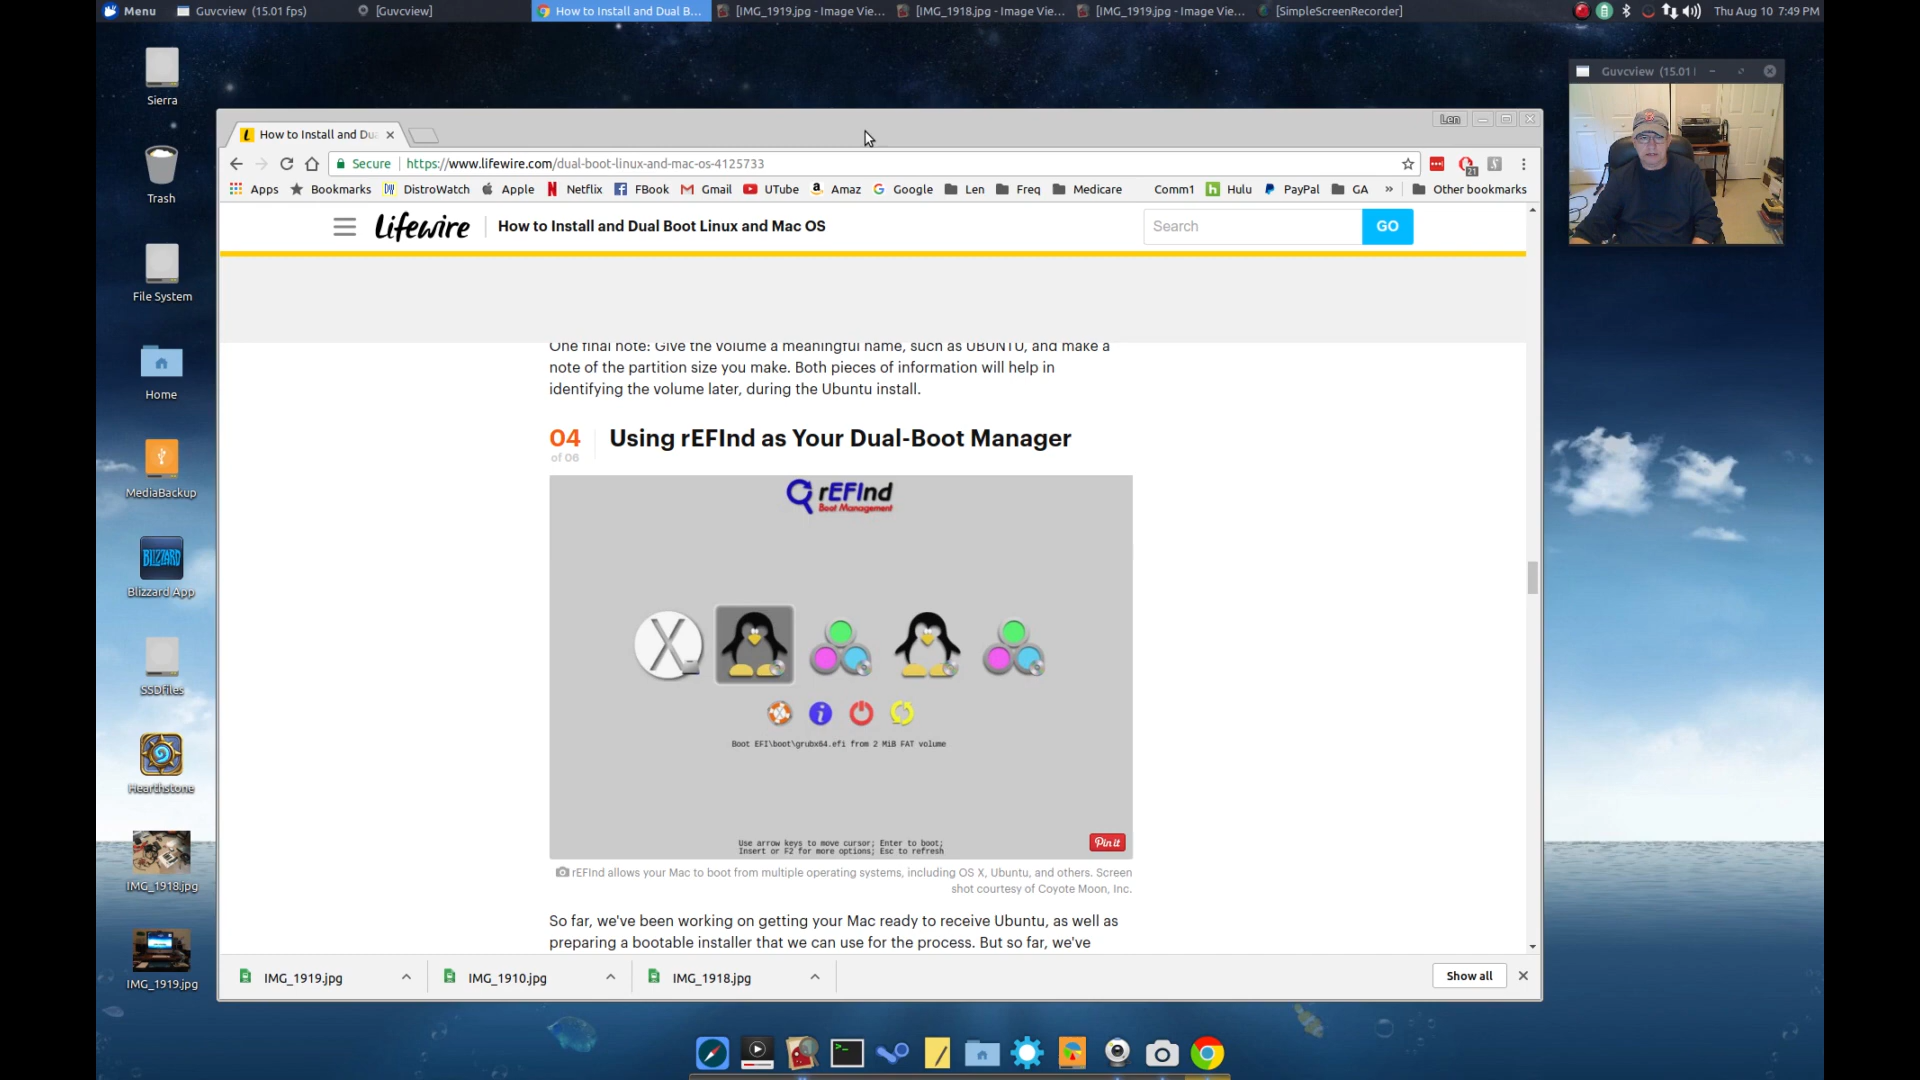 Menu
Guvcview (15.01 fps)
[Guvcview]
How to Install and Dual B...
[IMG_1919.jpg - Image Vie...
[IMG_1918.jpg - Image Vie...
[IMG_1919.jpg - Image Vie...
[SimpleScreenRecorder]
Thu Aug 10 7:49 PM
Sierra
Trash
File System
Home
MediaBackup
BLIZZARD
Blizzard App
SSDfiles
Hearthstone
IMG_1918.jpg
IMG_1919.jpg
Guvcview (15.01
How to Install and Du
Len
Secure
https://www.lifewire.com/dual-boot-linux-and-mac-os-4125733
21
Apps
Bookmarks
DistroWatch
Apple
Netflix
FBook
Gmail
UTube
Amaz
Google
Len
Freq
Medicare
Comm1
Hulu
PayPal
GA
»
Other bookmarks
Lifewire
How to Install and Dual Boot Linux and Mac OS
Search
GO
One final note: Give the volume a meaningful name, such as UBUNTU, and make a
note of the partition size you make. Both pieces of information will help in
identifying the volume later, during the Ubuntu install.
04
of 06
Using rEFInd as Your Dual-Boot Manager
rEFInd
Boot Management
Boot EFI\boot\grubx64.efi from 2 MiB FAT volume
Use arrow keys to move cursor; Enter to boot;
Insert or F2 for more options; Esc to refresh
Pin it
rEFInd allows your Mac to boot from multiple operating systems, including OS X, Ubuntu, and others. Screen
shot courtesy of Coyote Moon, Inc.
So far, we've been working on getting your Mac ready to receive Ubuntu, as well as
preparing a bootable installer that we can use for the process. But so far, we've
IMG_1919.jpg
IMG_1910.jpg
IMG_1918.jpg
Show all